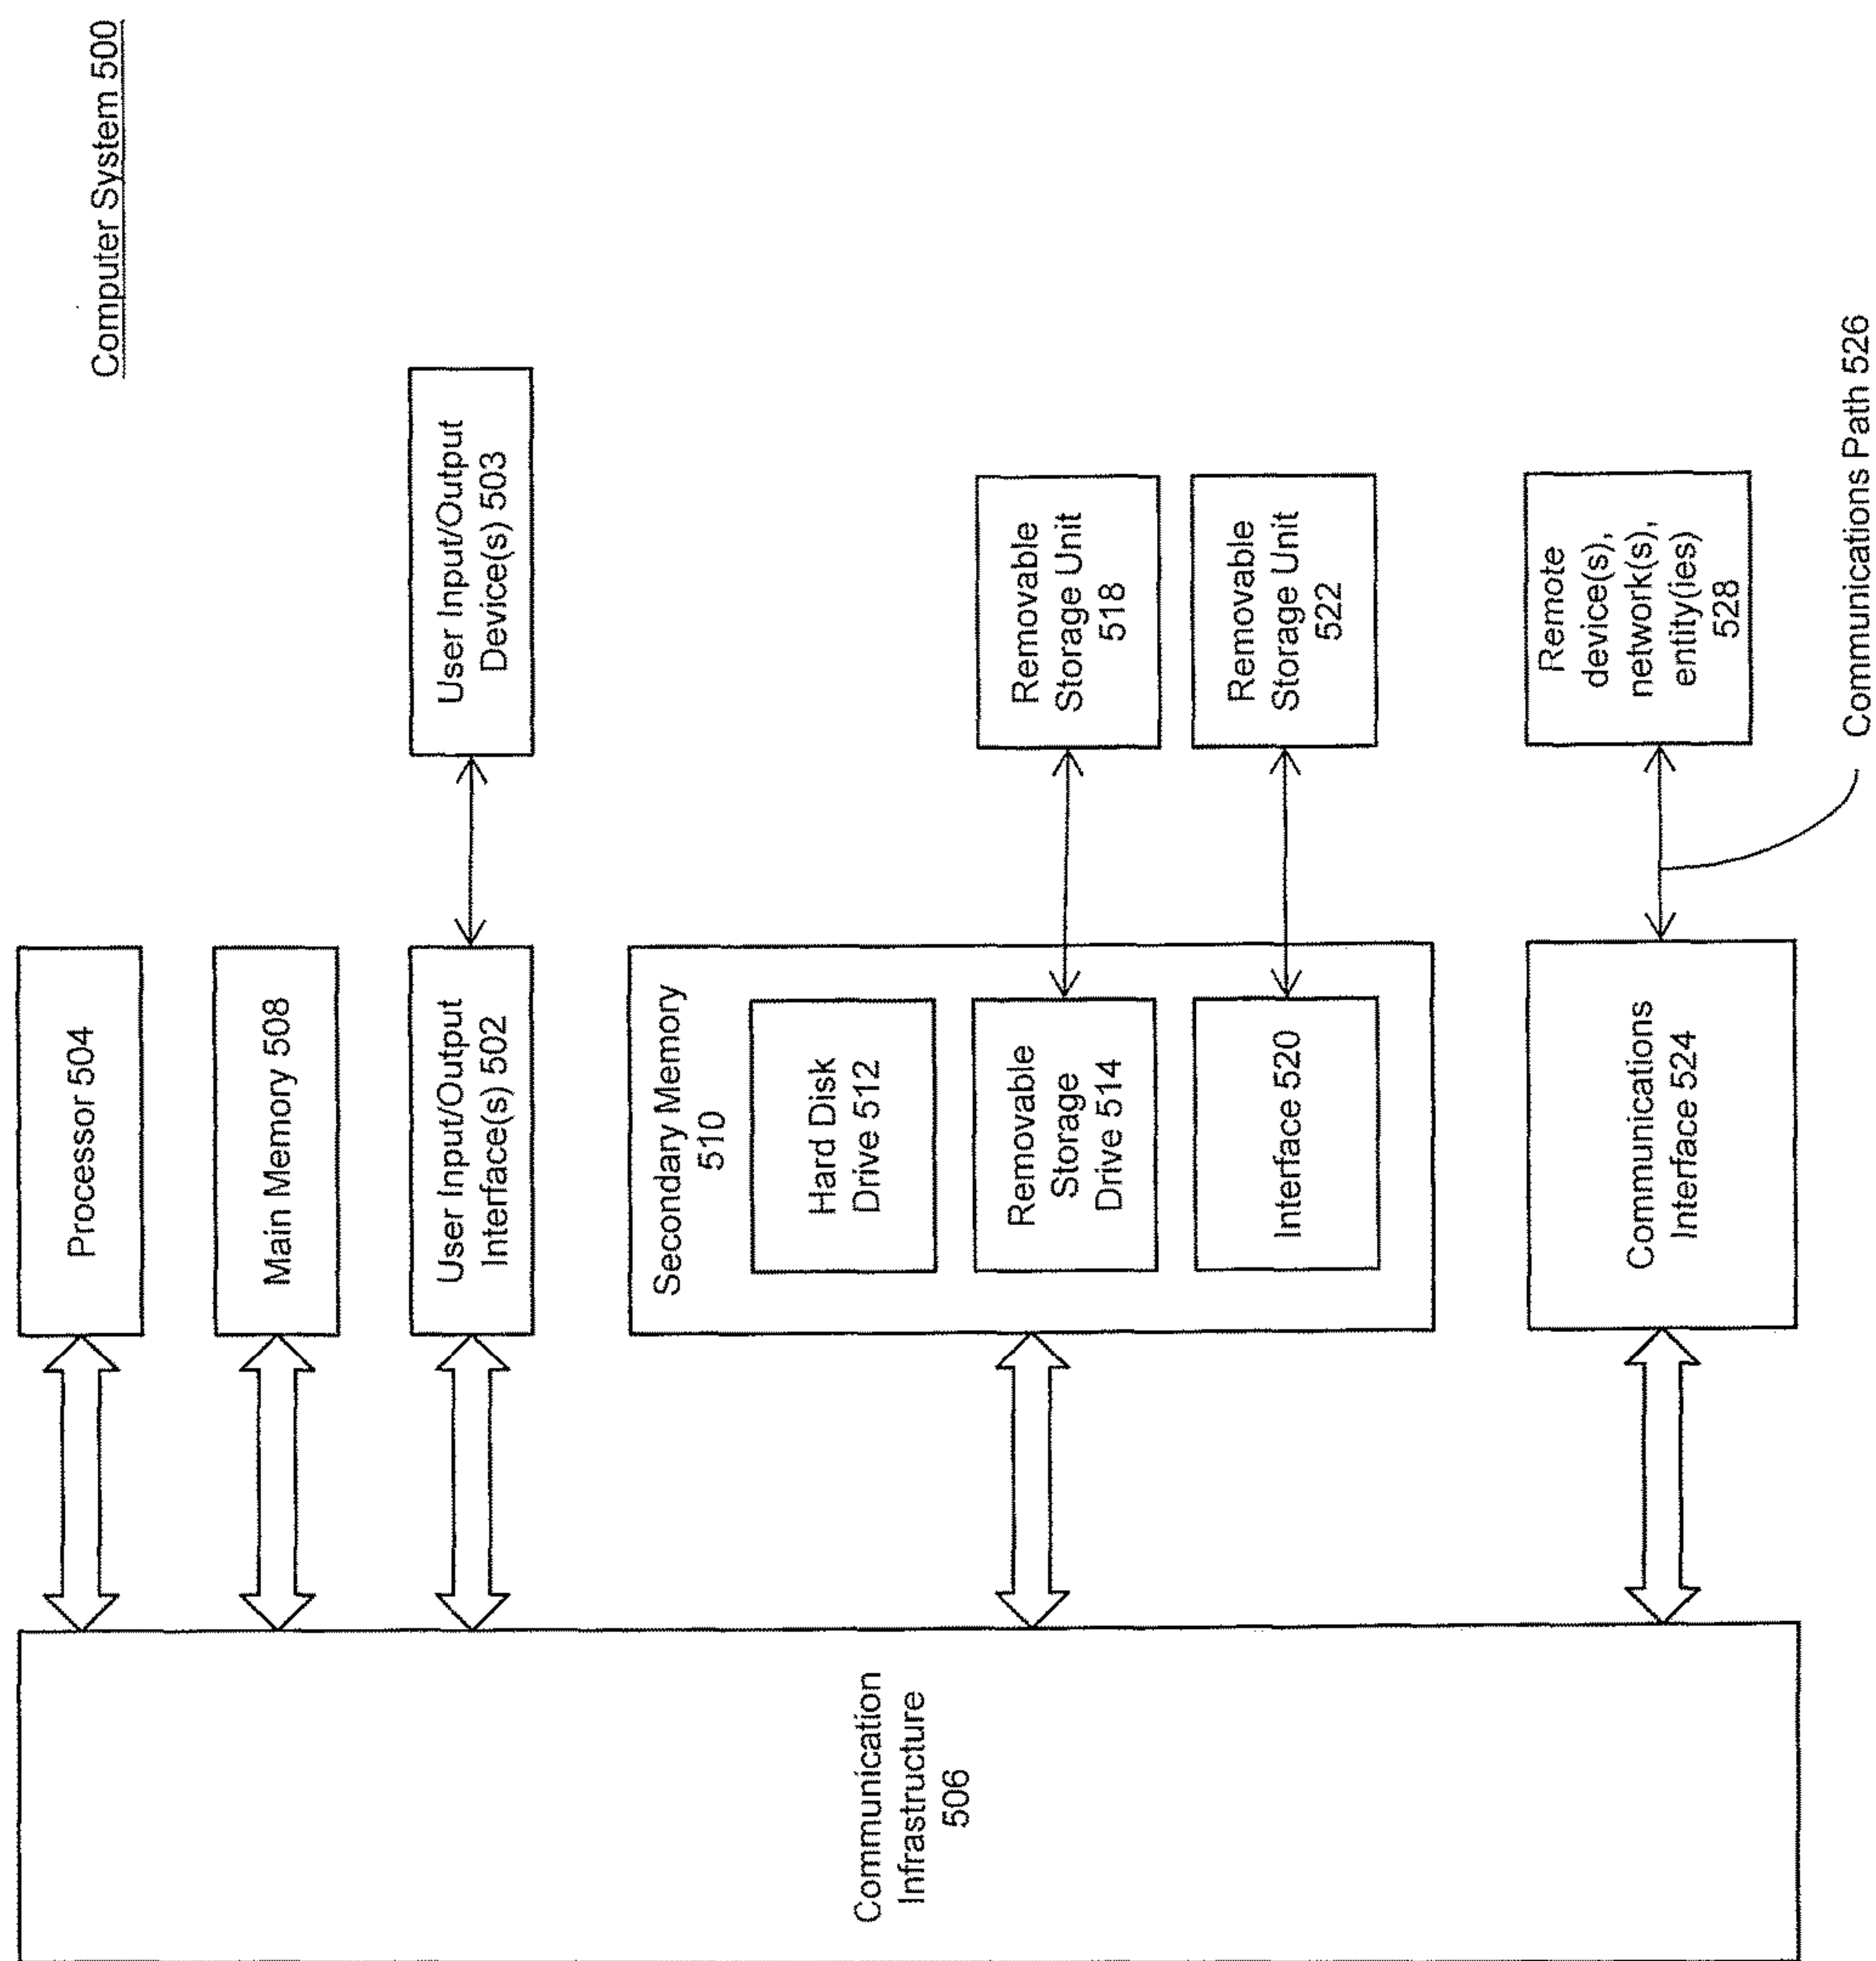 Computer System 500
Processor 504
Main Memory 508
User Input/Output
Interface(s) 502
User Input/Output
Device(s) 503
Secondary Memory
510
Hard Disk
Drive 512
Removable
Storage
Drive 514
Removable
Storage Unit
518
Interface 520
Removable
Storage Unit
522
Communications
Interface 524
Remote
device(s),
network(s),
entity(ies)
528
Communications Path 526
Communication
Infrastructure
506